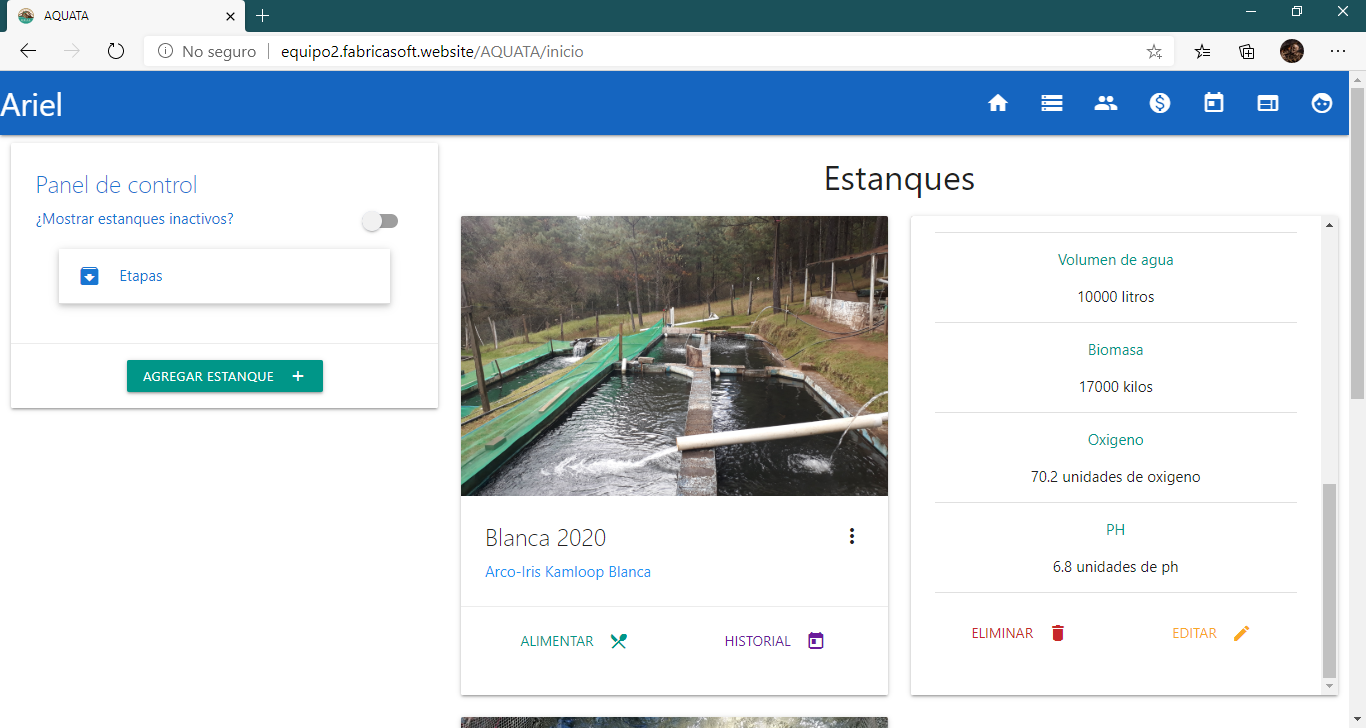 AQUATA
No seguro
equipo2.fabricasoft.website/AQUATA/inicio
Ariel
Panel de control
¿Mostrar estanques inactivos?
Etapas
AGREGAR ESTANQUE
Estanques
Blanca 2020
Arco-Iris Kamloop Blanca
ALIMENTAR
HISTORIAL
Volumen de agua
10000 litros
Biomasa
17000 kilos
Oxigeno
70.2 unidades de oxigeno
PH
6.8 unidades de ph
ELIMINAR
EDITAR